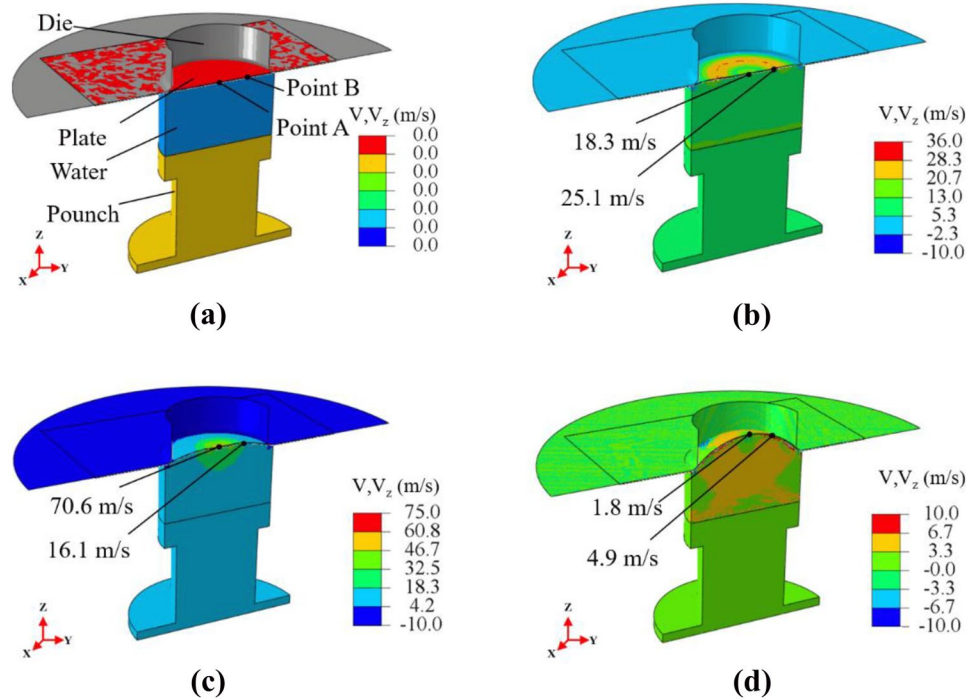 Die
Point B
Point A
Plate
Water
Pounch
V,V_z (m/s)
0.0
0.0
0.0
0.0
0.0
0.0
0.0
Z
X
Y
(a)
18.3 m/s
25.1 m/s
V,V_z (m/s)
36.0
28.3
20.7
13.0
5.3
-2.3
-10.0
Z
X
Y
(b)
70.6 m/s
16.1 m/s
V,V_z (m/s)
75.0
60.8
46.7
32.5
18.3
4.2
-10.0
Z
X
Y
(c)
1.8 m/s
4.9 m/s
V,V_z (m/s)
10.0
6.7
3.3
-0.0
-3.3
-6.7
-10.0
Z
X
Y
(d)